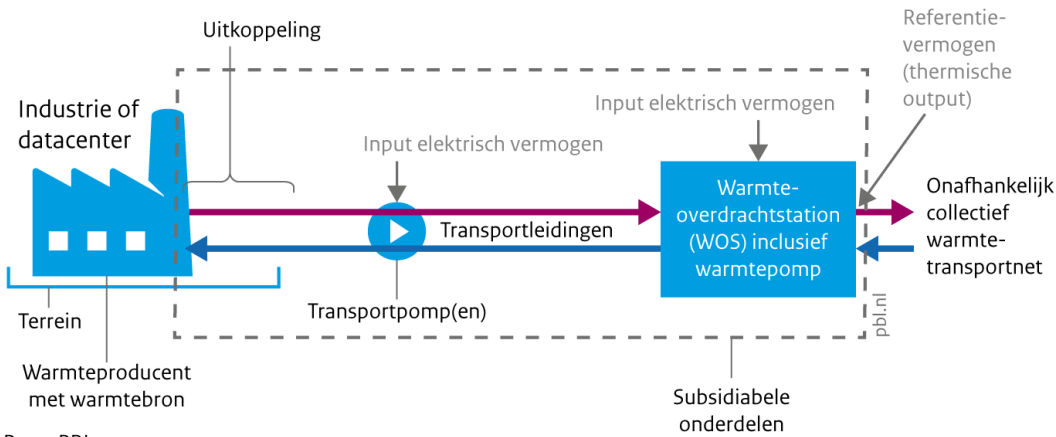 Uitkoppeling
Referentie-
vermogen
(thermische
output)
Industrie of
datacenter
Input elektrisch vermogen
Input elektrisch vermogen
Warmte-
overdrachtstation
(WOS) inclusief
warmtepomp
Transportleidingen
Onafhankelijk
collectief
warmte-
transportnet
Transportpomp(en)
Terrein
pbl.nl
Warmteproducent
met warmtebron
Subsidiabele
onderdelen